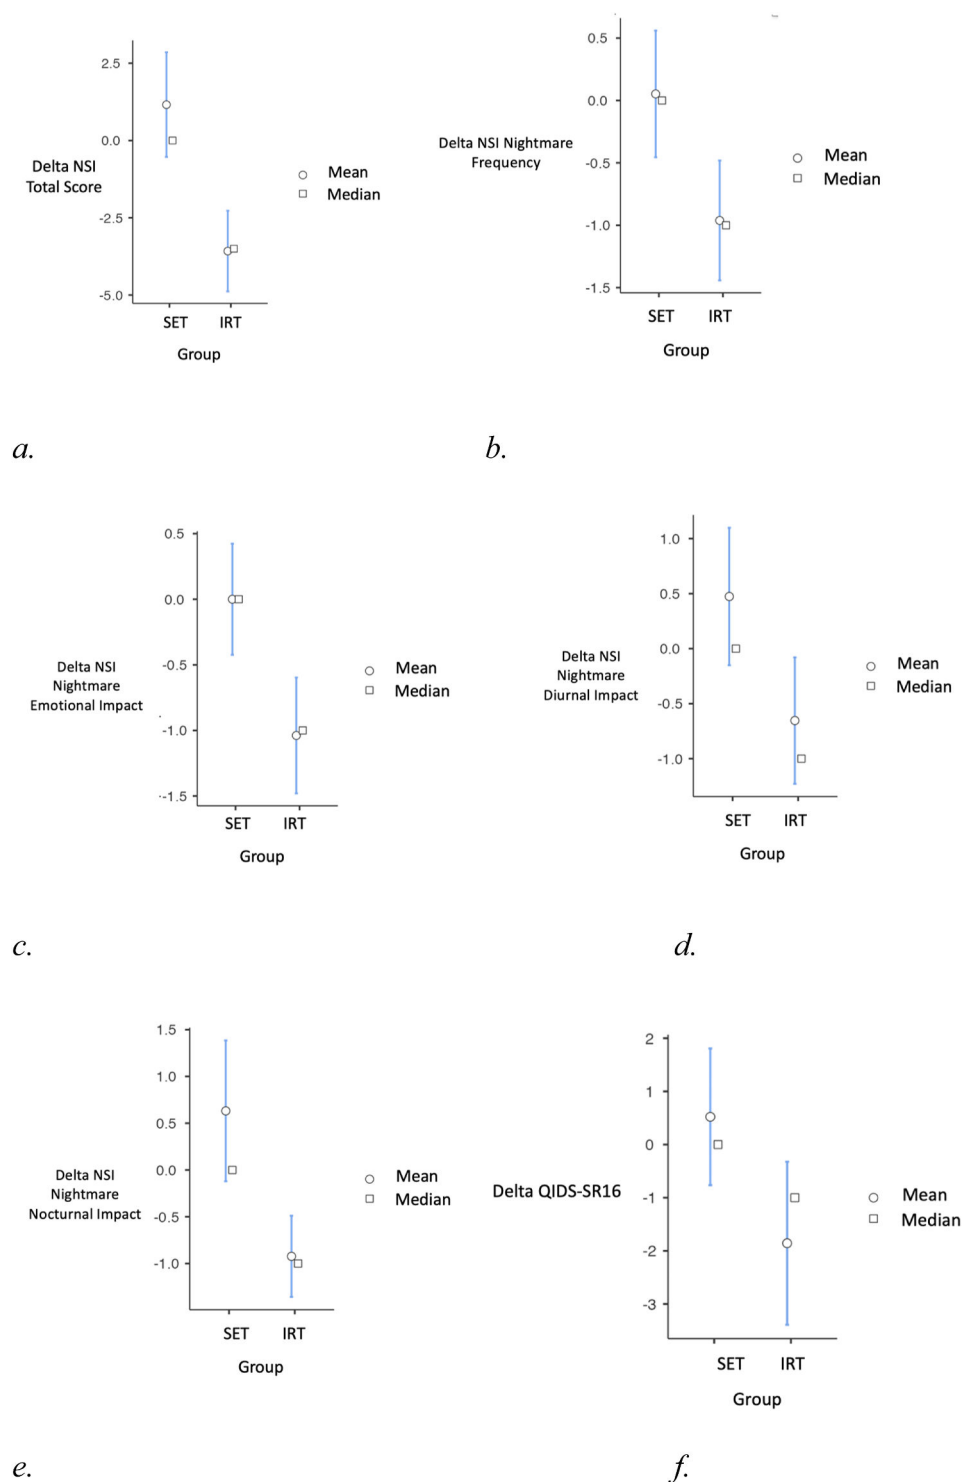 2.5
0.0
-2.5
-5.0
Delta NSI
Total Score
Mean
Median
SET IRT
Group
a.
0.5
0.0
-0.5
-1.0
-1.5
Delta NSI Nightmare
Frequency
Mean
Median
SET IRT
Group
b.
0.5
0.0
-0.5
-1.0
-1.5
Delta NSI
Nightmare
Emotional Impact
Mean
Median
SET IRT
Group
c.
1.0
0.5
0.0
-0.5
-1.0
Delta NSI
Nightmare
Diurnal Impact
Mean
Median
SET IRT
Group
d.
1.5
1.0
0.5
0.0
-0.5
-1.0
Delta NSI
Nightmare
Nocturnal Impact
Mean
Median
SET IRT
Group
e.
2
1
0
-1
-2
-3
Delta QIDS-SR16
Mean
Median
SET IRT
Group
f.